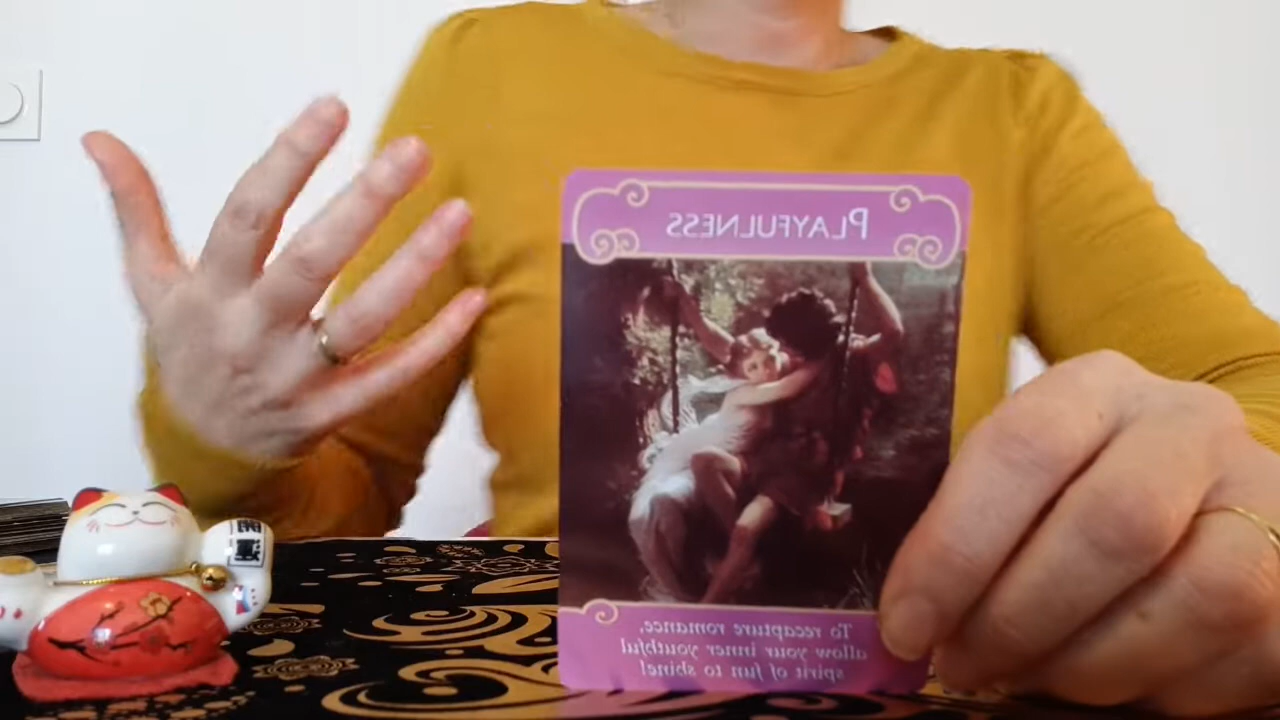 PLAYFULNESS
To recapture romance,
allow your inner youthful
spirit of fun to shine!